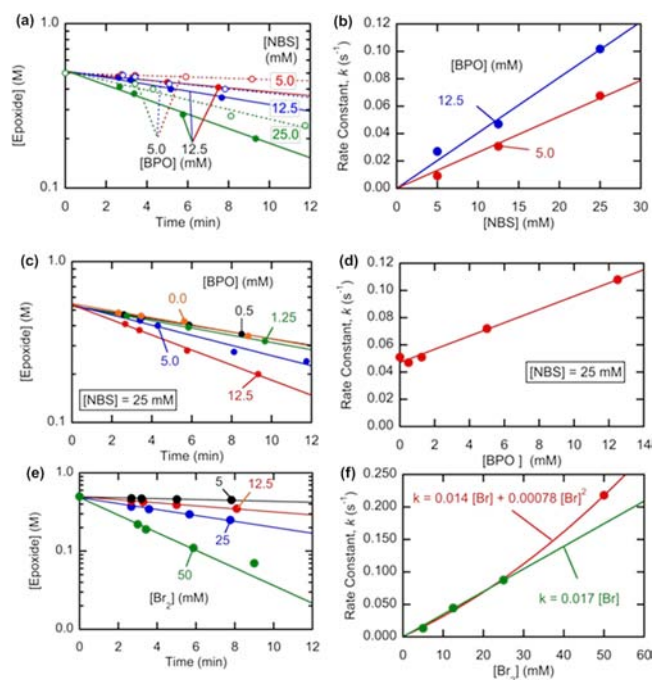 (a)
[NBS]
(mM)
5.0
12.5
25.0
5.0
12.5
[BPO] (mM)
[Epoxide] (M)
1.0
0.1
0 2 4 6 8 10 12
Time (min)
(b)
[BPO] (mM)
12.5
5.0
Rate Constant, k (s⁻¹)
0.12
0.10
0.08
0.06
0.04
0.02
0.00
0 5 10 15 20 25 30
[NBS] (mM)
(c)
[BPO] (mM)
0.0
0.5
1.25
5.0
12.5
[NBS] = 25 mM
[Epoxide] (M)
1.0
0.1
0 2 4 6 8 10 12
Time (min)
(d)
[NBS] = 25 mM
Rate Constant, k (s⁻¹)
0.12
0.10
0.08
0.06
0.04
0.02
0.00
0 2 4 6 8 10 12 14
[BPO ] (mM)
(e)
5
12.5
25
50
[Br₂] (mM)
[Epoxide] (M)
1.0
0.1
0.0
0 2 4 6 8 10 12
Time (min)
(f)
k = 0.014 [Br] + 0.00078 [Br]²
k = 0.017 [Br]
Rate Constant, k (s⁻¹)
0.250
0.200
0.150
0.100
0.050
0.000
0 10 20 30 40 50 60
[Br₂] (mM)